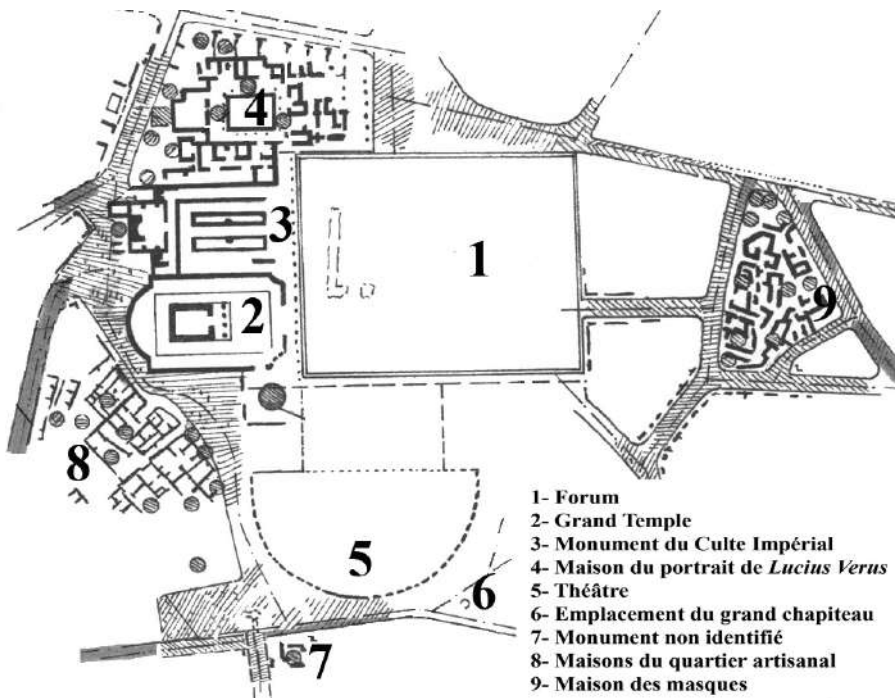 4
3
1
2
9
8
5
6
7
1- Forum
2- Grand Temple
3- Monument du Culte Impérial
4- Maison du portrait de Lucius Verus
5- Théâtre
6- Emplacement du grand chapiteau
7- Monument non identifié
8- Maisons du quartier artisanal
9- Maison des masques